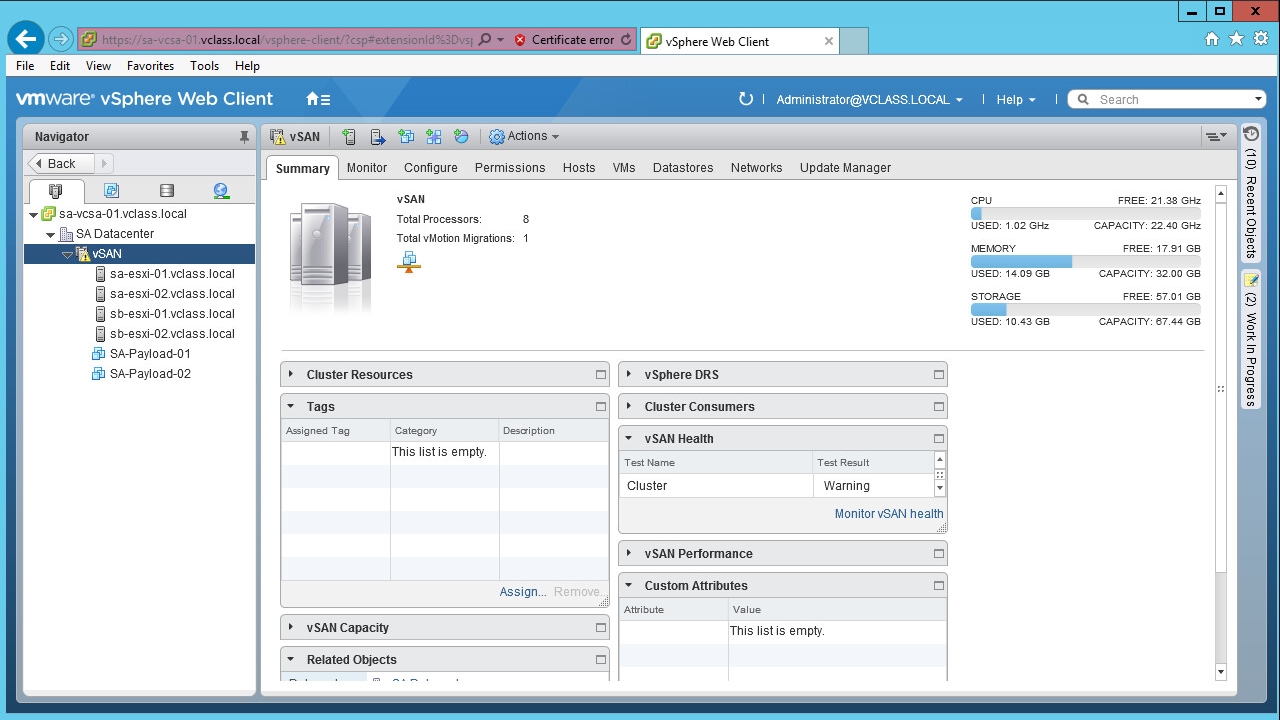 https://sa-vcsa-01.vclass.local/vsphere-client/?csp#extensionId%3Dvsp
Certificate error
vSphere Web Client
File Edit View Favorites Tools Help
vmware® vSphere Web Client
Administrator@VCLASS.LOCAL
Help
Search
Navigator
Back
sa-vcsa-01.vclass.local
SA Datacenter
vSAN
sa-esxi-01.vclass.local
sa-esxi-02.vclass.local
sb-esxi-01.vclass.local
sb-esxi-02.vclass.local
SA-Payload-01
SA-Payload-02
vSAN
Actions
Summary Monitor Configure Permissions Hosts VMs Datastores Networks Update Manager
vSAN
Total Processors: 8
Total vMotion Migrations: 1
CPU FREE: 21.38 GHz
USED: 1.02 GHz CAPACITY: 22.40 GHz
MEMORY FREE: 17.91 GB
USED: 14.09 GB CAPACITY: 32.00 GB
STORAGE FREE: 57.01 GB
USED: 10.43 GB CAPACITY: 67.44 GB
Cluster Resources
Tags
Assigned Tag Category Description
This list is empty.
Assign... Remove...
vSAN Capacity
Related Objects
vSphere DRS
Cluster Consumers
vSAN Health
Test Name Test Result
Cluster Warning
Monitor vSAN health
vSAN Performance
Custom Attributes
Attribute Value
This list is empty.
(10) Recent Objects
(2) Work In Progress